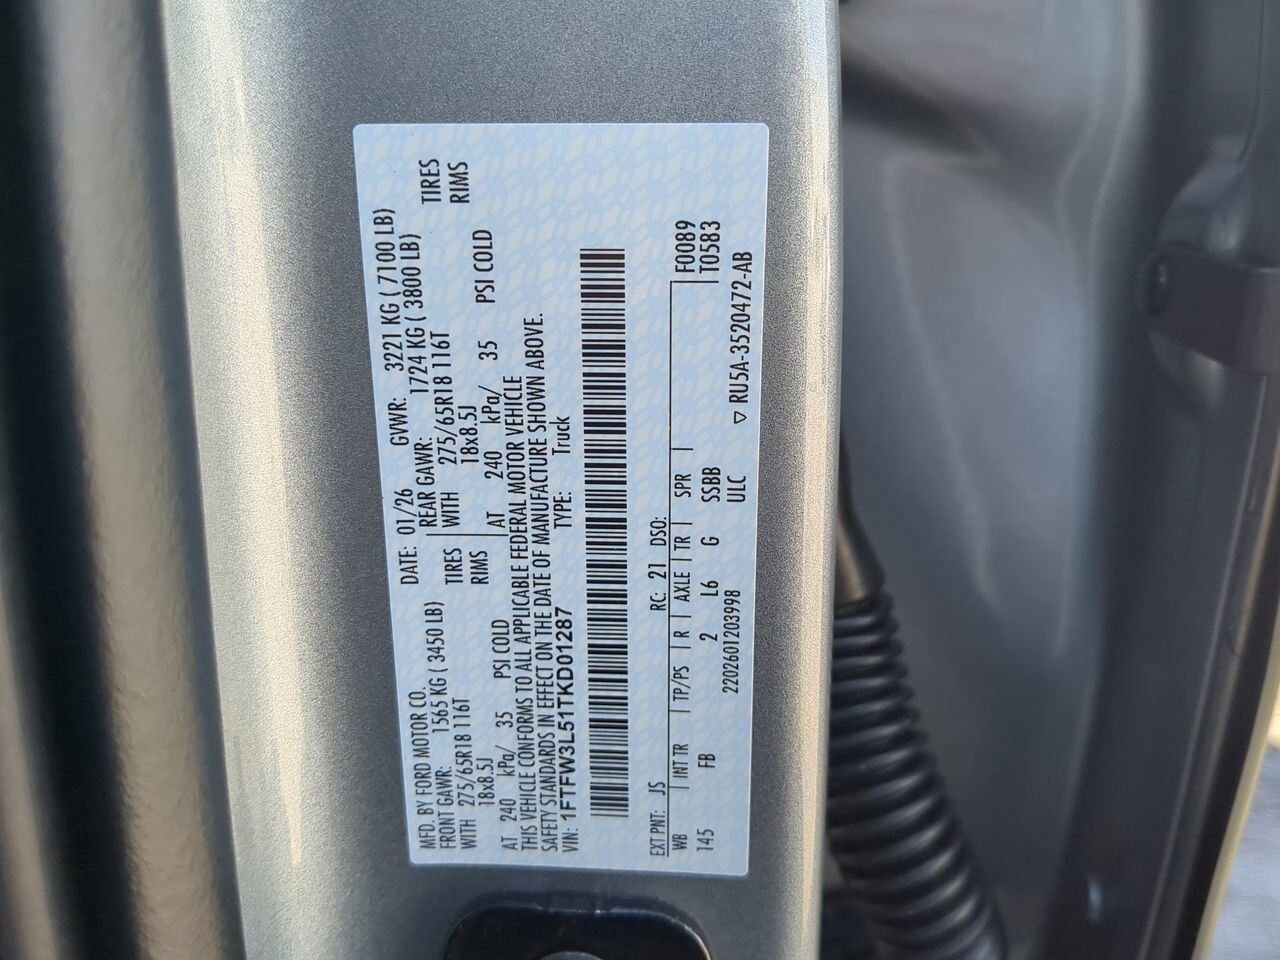 MFD. BY FORD MOTOR CO.
DATE: 01/26 GVWR: 3221 KG ( 7100 LB)
FRONT GAWR: 1565 KG ( 3450 LB) REAR GAWR: 1724 KG ( 3800 LB)
WITH 275/65R18 116T TIRES WITH 275/65R18 116T TIRES
18x8.5J RIMS 18x8.5J RIMS
AT 240 kPa/ 35 PSI COLD AT 240 kPa/ 35 PSI COLD
THIS VEHICLE CONFORMS TO ALL APPLICABLE FEDERAL MOTOR VEHICLE
SAFETY STANDARDS IN EFFECT ON THE DATE OF MANUFACTURE SHOWN ABOVE.
VIN: 1FTFW3L51TKD01287 TYPE: Truck
EXT PNT: JS RC: 21 DSO:
WB INT TR TP/PS R AXLE TR SPR F0089
145 FB 2 L6 G SSBB T0583
2202601203998 ULC ▽ RU5A-3520472-AB